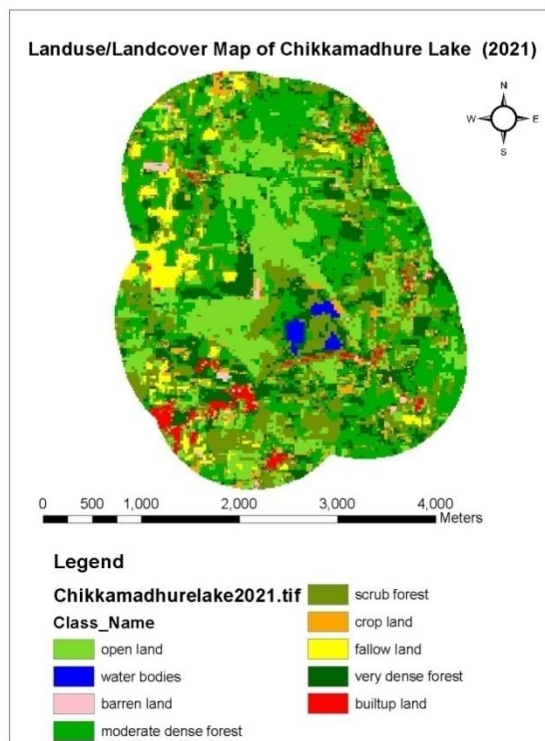 Landuse/Landcover Map of Chikkamadhure Lake (2021)
N
W E
S
0 500 1,000 2,000 3,000 4,000
Meters
Legend
Chikkamadhurelake2021.tif
Class_Name
open land
water bodies
barren land
moderate dense forest
scrub forest
crop land
fallow land
very dense forest
builtup land